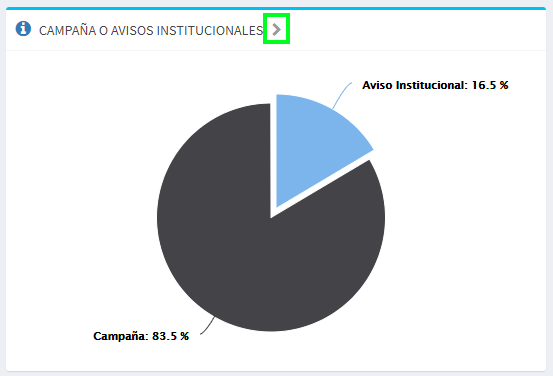 CAMPAÑA O AVISOS INSTITUCIONALES
Aviso Institucional: 16.5 %
Campaña: 83.5 %